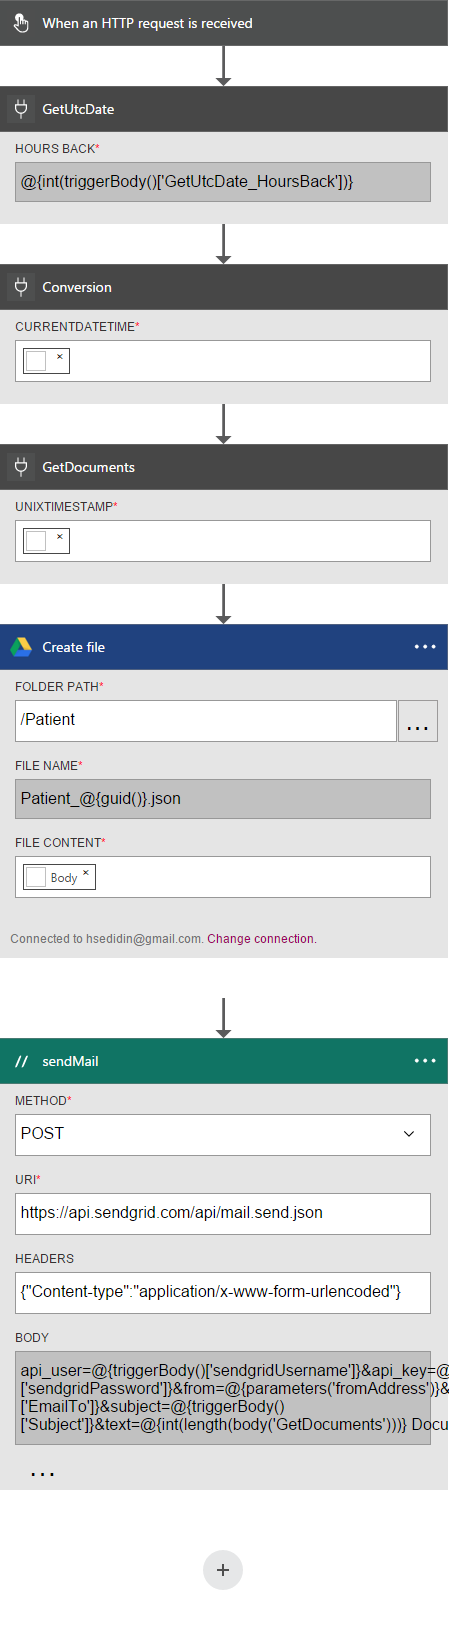 When an HTTP request is received
GetUtcDate
HOURS BACK*
@{int(triggerBody()['GetUtcDate_HoursBack'])}
Conversion
CURRENTDATETIME*
×
GetDocuments
UNIXTIMESTAMP*
×
Create file
...
FOLDER PATH*
/Patient
...
FILE NAME*
Patient_@{guid()}.json
FILE CONTENT*
Body ×
Connected to hsedidin@gmail.com. Change connection.
// sendMail
...
METHOD*
POST
URI*
https://api.sendgrid.com/api/mail.send.json
HEADERS
{"Content-type":"application/x-www-form-urlencoded"}
BODY
api_user=@{triggerBody()['sendgridUsername']}&api_key=@
['sendgridPassword']}&from=@{parameters('fromAddress')}&
['EmailTo']}&subject=@{triggerBody()
['Subject']}&text=@{int(length(body('GetDocuments')))} Docu
...
+